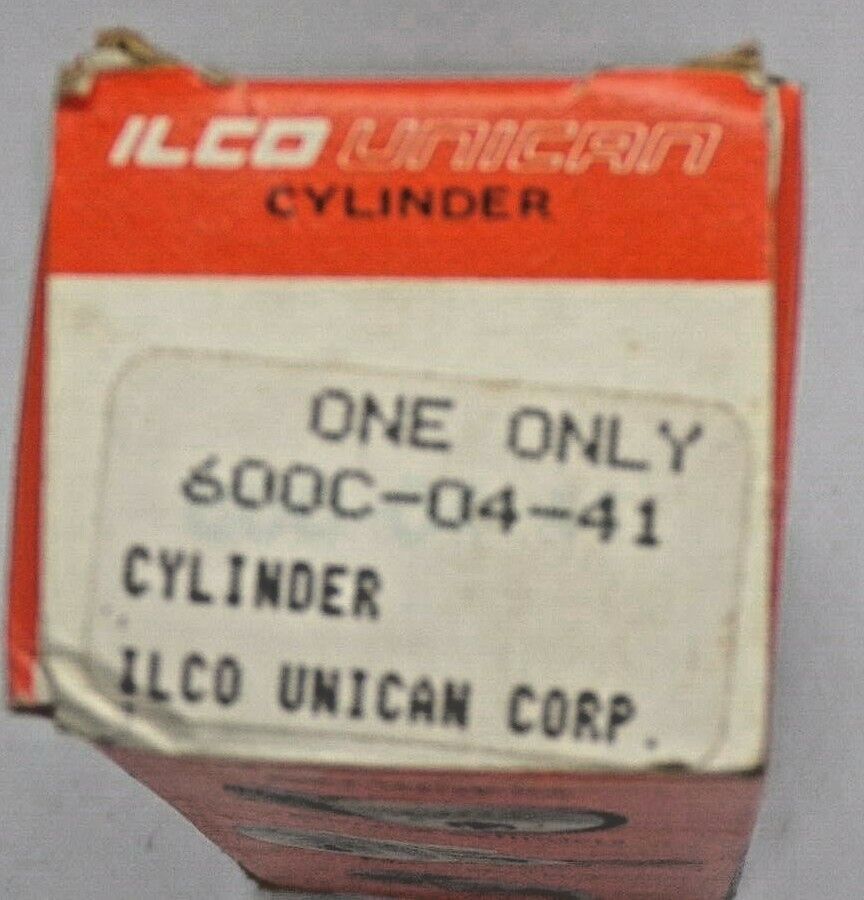 ILCO UNICAN
CYLINDER
ONE ONLY
600C-04-41
CYLINDER
ILCO UNICAN CORP.